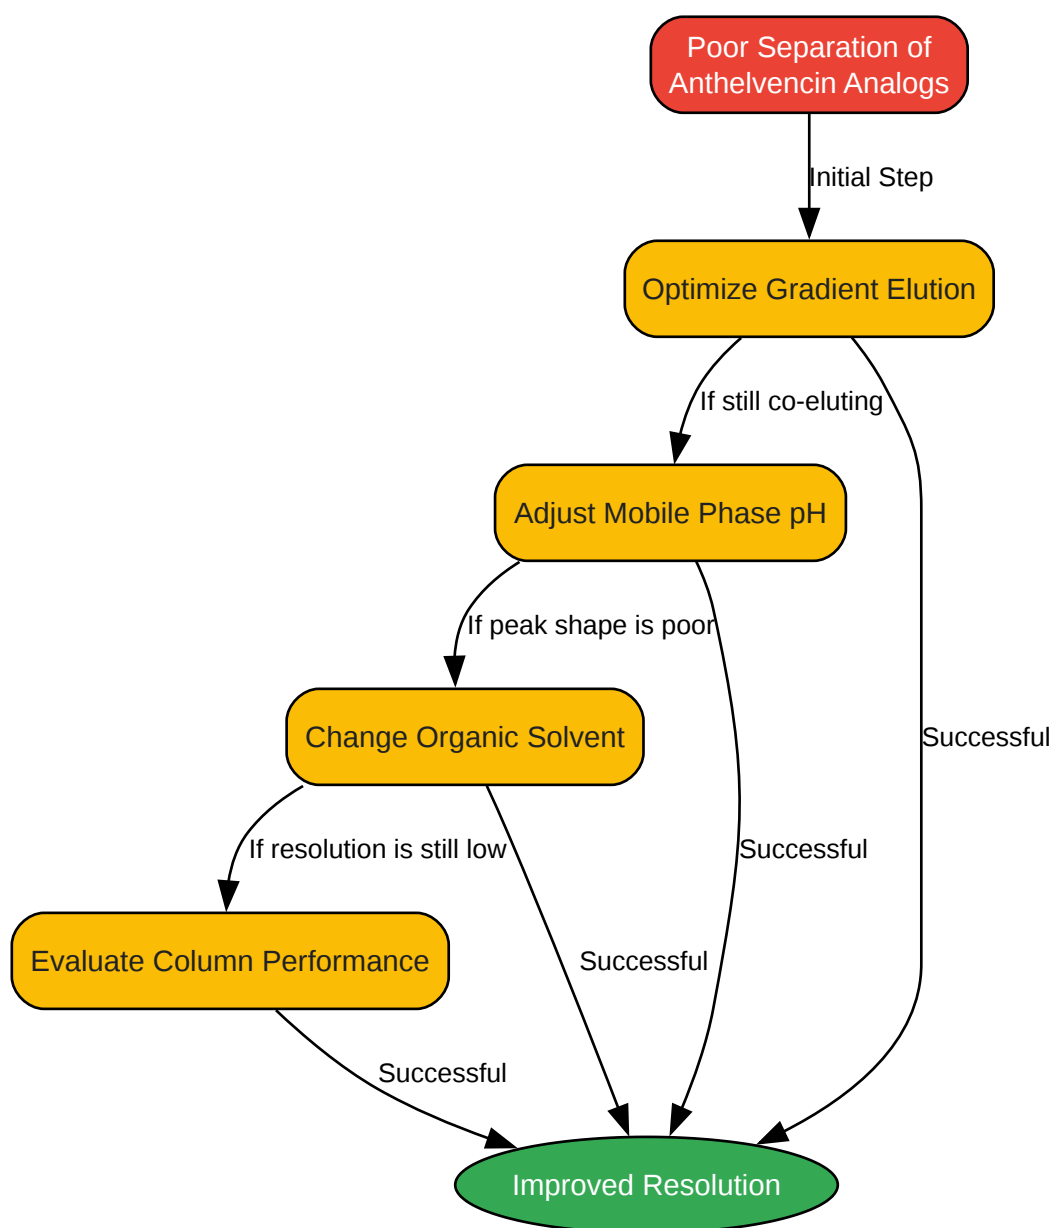 Poor Separation of
Anthelvencin Analogs
Initial Step
Optimize Gradient Elution
If still co-eluting
Adjust Mobile Phase pH
If peak shape is poor
Change Organic Solvent
Successful
If resolution is still low
Successful
Evaluate Column Performance
Successful
Successful
Improved Resolution